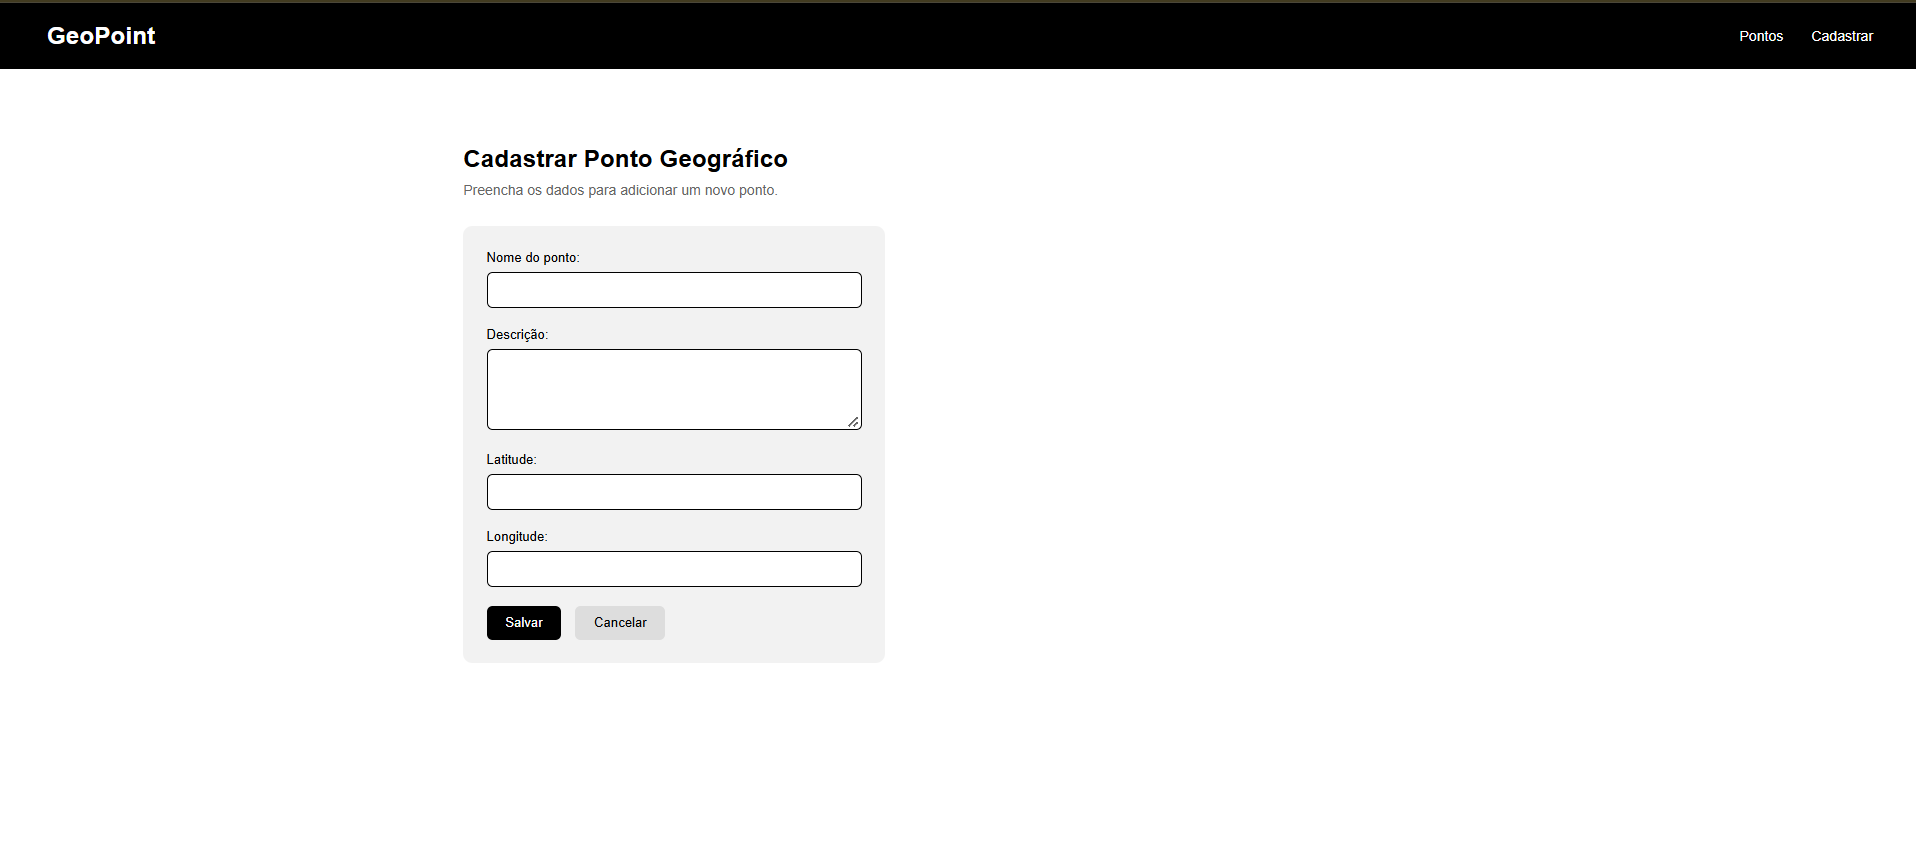 GeoPoint
Pontos Cadastrar
Cadastrar Ponto Geográfico
Preencha os dados para adicionar um novo ponto.
Nome do ponto:
Descrição:
Latitude:
Longitude:
Salvar Cancelar